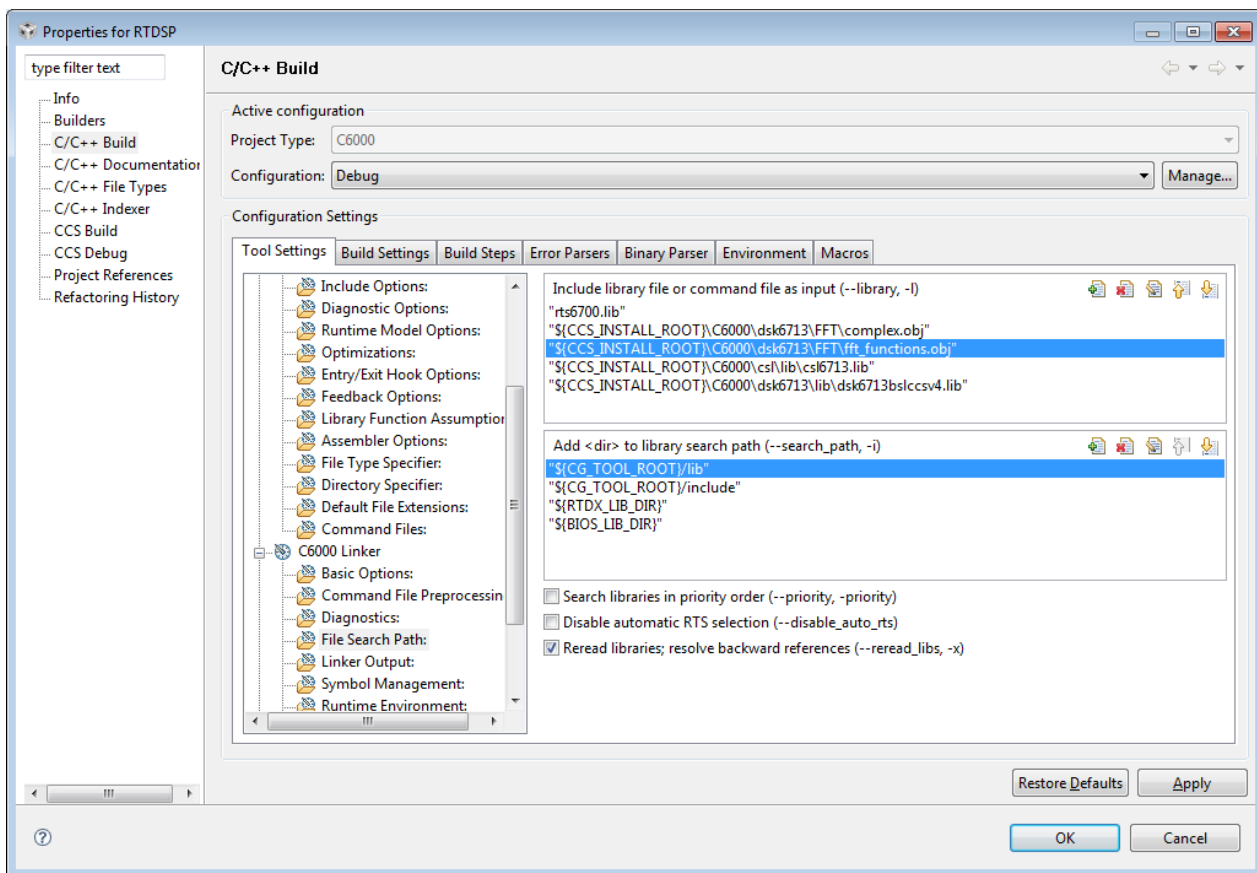 Properties for RTDSP
type filter text
Info
Builders
C/C++ Build
C/C++ Documentation
C/C++ File Types
C/C++ Indexer
CCS Build
CCS Debug
Project References
Refactoring History
C/C++ Build
Active configuration
Project Type: C6000
Configuration: Debug Manage...
Configuration Settings
Tool Settings Build Settings Build Steps Error Parsers Binary Parser Environment Macros
Include Options:
Diagnostic Options:
Runtime Model Options:
Optimizations:
Entry/Exit Hook Options:
Feedback Options:
Library Function Assumption
Assembler Options:
File Type Specifier:
Directory Specifier:
Default File Extensions:
Command Files:
C6000 Linker
Basic Options:
Command File Preprocessin
Diagnostics:
File Search Path:
Linker Output:
Symbol Management:
Runtime Environment:
Include library file or command file as input (--library, -l)
"rts6700.lib"
"${CCS_INSTALL_ROOT}\C6000\dsk6713\FFT\complex.obj"
"${CCS_INSTALL_ROOT}\C6000\dsk6713\FFT\fft_functions.obj"
"${CCS_INSTALL_ROOT}\C6000\csl\lib\csl6713.lib"
"${CCS_INSTALL_ROOT}\C6000\dsk6713\lib\dsk6713bslccsv4.lib"
Add <dir> to library search path (--search_path, -i)
"${CG_TOOL_ROOT}/lib"
"${CG_TOOL_ROOT}/include"
"${RTDX_LIB_DIR}"
"${BIOS_LIB_DIR}"
Search libraries in priority order (--priority, -priority)
Disable automatic RTS selection (--disable_auto_rts)
Reread libraries; resolve backward references (--reread_libs, -x)
Restore Defaults Apply
OK Cancel